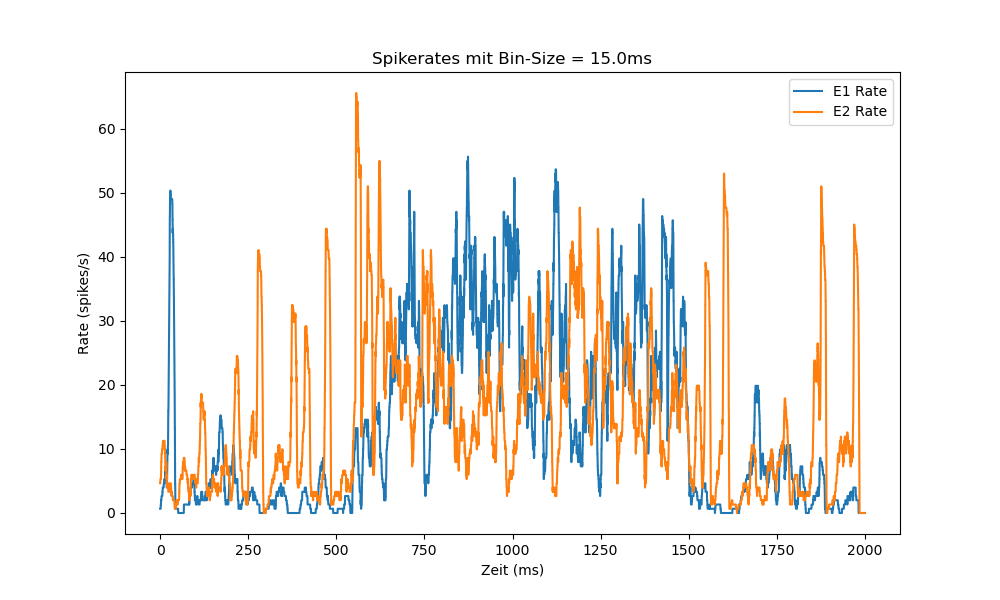 Spikerates mit Bin-Size = 15.0ms
E1 Rate
E2 Rate
60
50
40
30
20
10
0
Rate (spikes/s)
0 250 500 750 1000 1250 1500 1750 2000
Zeit (ms)